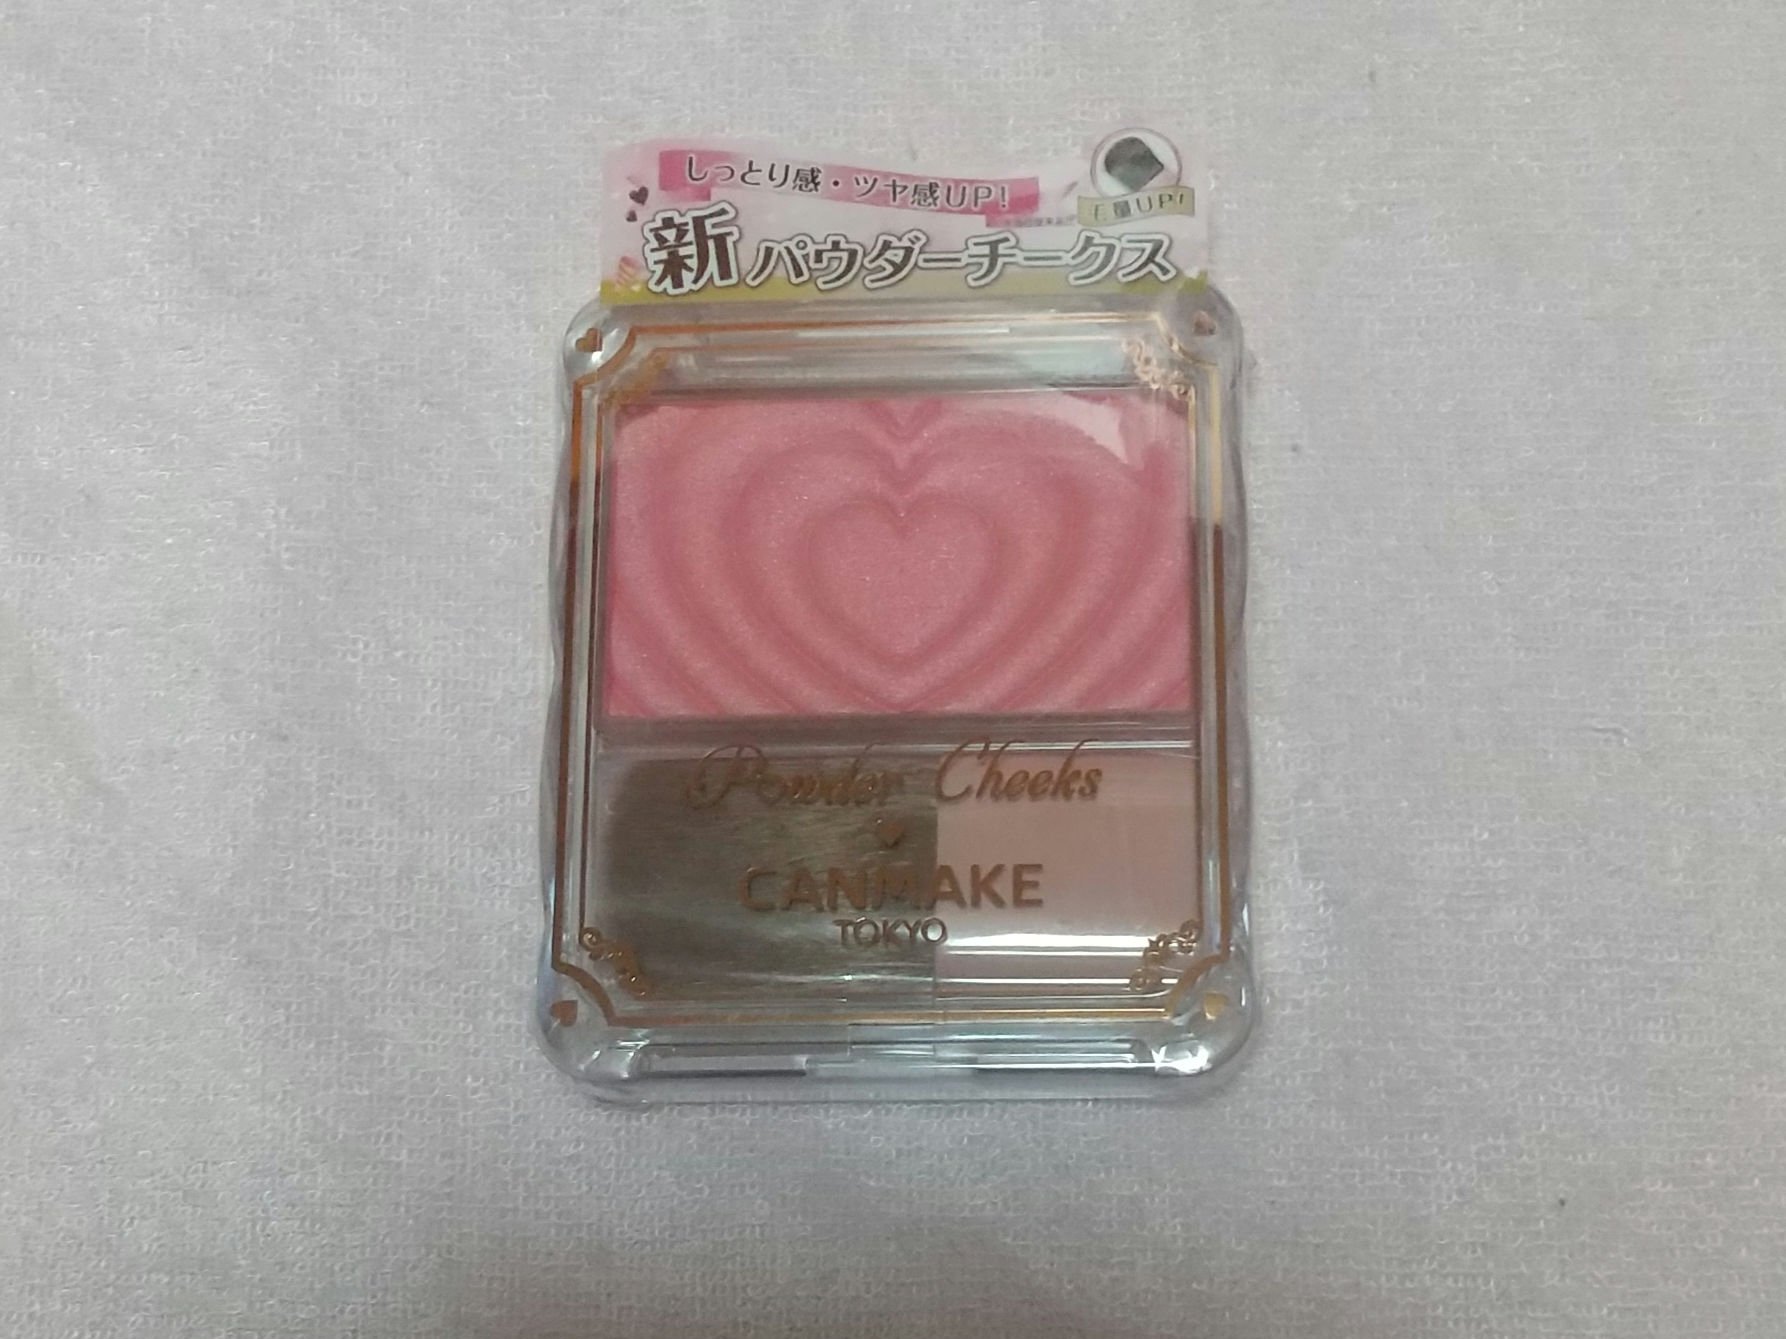 しっとり感・ツヤ感UP!
毛量UP!
新パウダーチークス
Powder Cheeks
CANMAKE
TOKYO